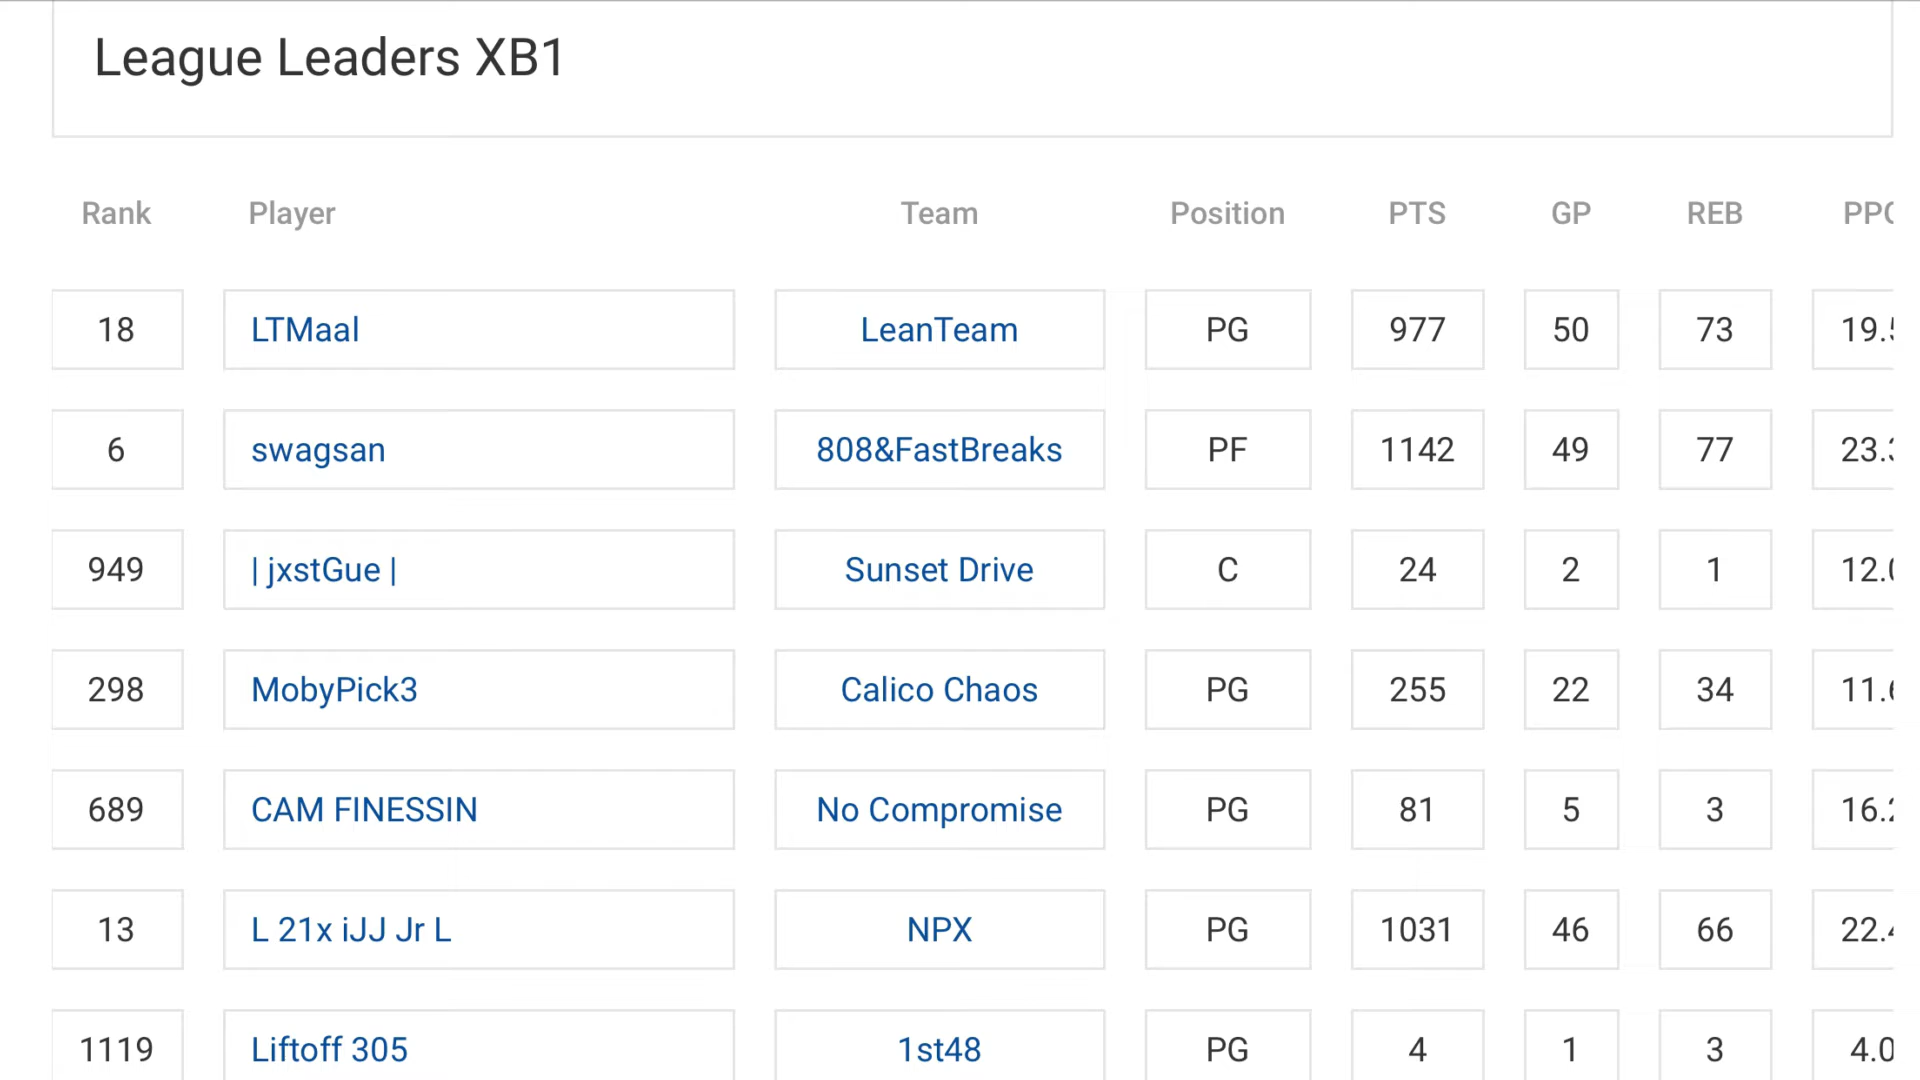 League Leaders XB1
Rank Player Team Position PTS GP REB
18 LTMaal LeanTeam PG 977 50 73
6 swagsan 808&FastBreaks PF 1142 49 77
949 | jxstGue | Sunset Drive C 24 2 1
298 MobyPick3 Calico Chaos PG 255 22 34
689 CAM FINESSIN No Compromise PG 81 5 3
13 L 21x iJJ Jr L NPX PG 1031 46 66
1119 Liftoff 305 1st48 PG 4 1 3 4.0